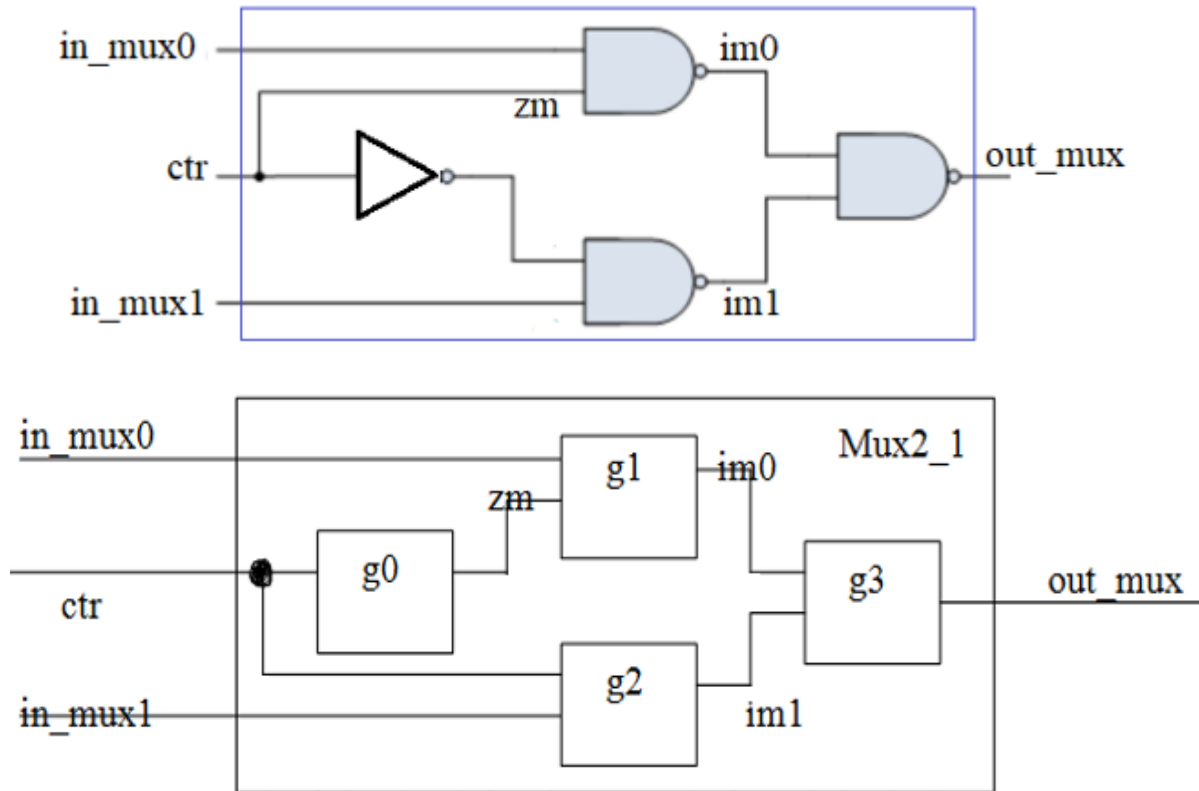 in_mux0
im0
zm
ctr
out_mux
in_mux1
im1
in_mux0
Mux2_1
g1
im0
zm
g0
g3
ctr
out_mux
g2
in_mux1
im1